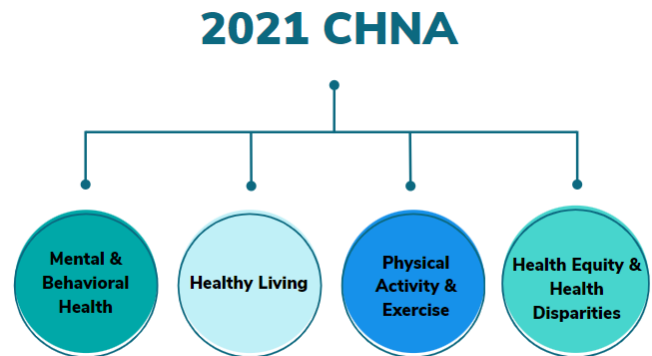 2021 CHNA
Mental &
Behavioral
Health
Healthy Living
Physical
Activity &
Exercise
Health Equity &
Health
Disparities